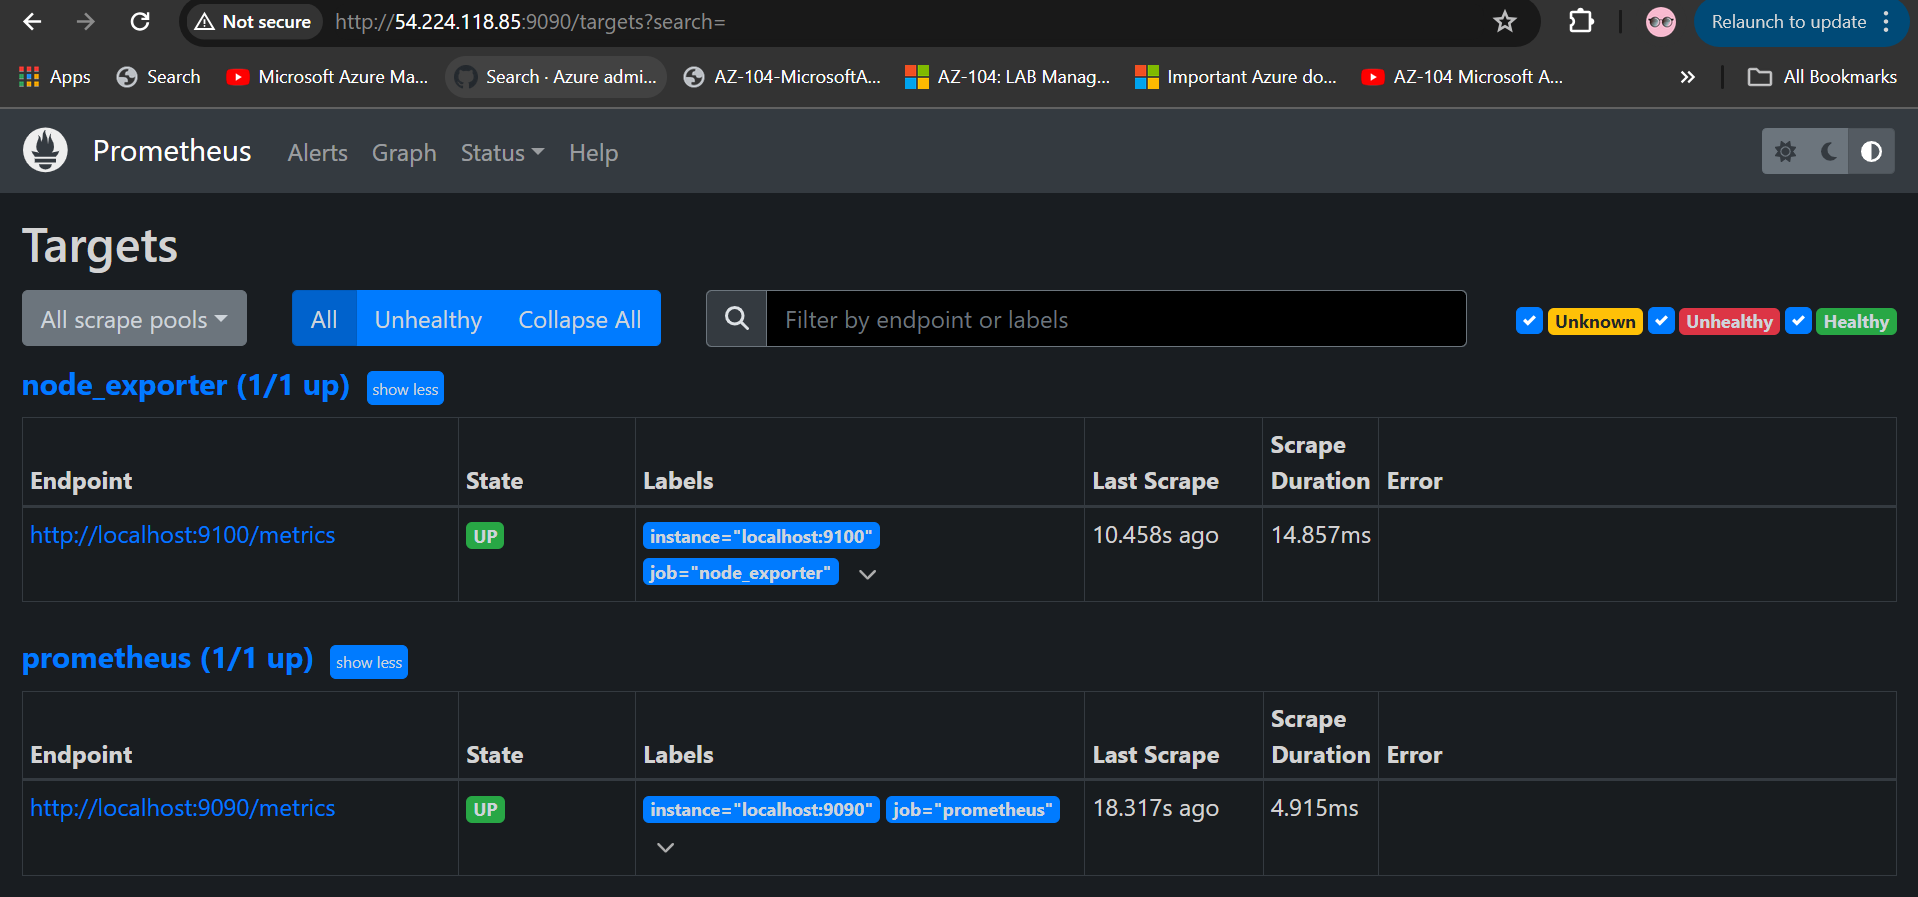 Not secure http://54.224.118.85:9090/targets?search= Relaunch to update
Apps Search Microsoft Azure Ma... Search · Azure admi... AZ-104-MicrosoftA... AZ-104: LAB Manag... Important Azure do... AZ-104 Microsoft A... » All Bookmarks
Prometheus Alerts Graph Status Help
Targets
All scrape pools All Unhealthy Collapse All Filter by endpoint or labels Unknown Unhealthy Healthy
node_exporter (1/1 up) show less
Endpoint State Labels Last Scrape Scrape Duration Error
http://localhost:9100/metrics UP instance="localhost:9100" 10.458s ago 14.857ms
job="node_exporter"
prometheus (1/1 up) show less
Endpoint State Labels Last Scrape Scrape Duration Error
http://localhost:9090/metrics UP instance="localhost:9090" job="prometheus" 18.317s ago 4.915ms